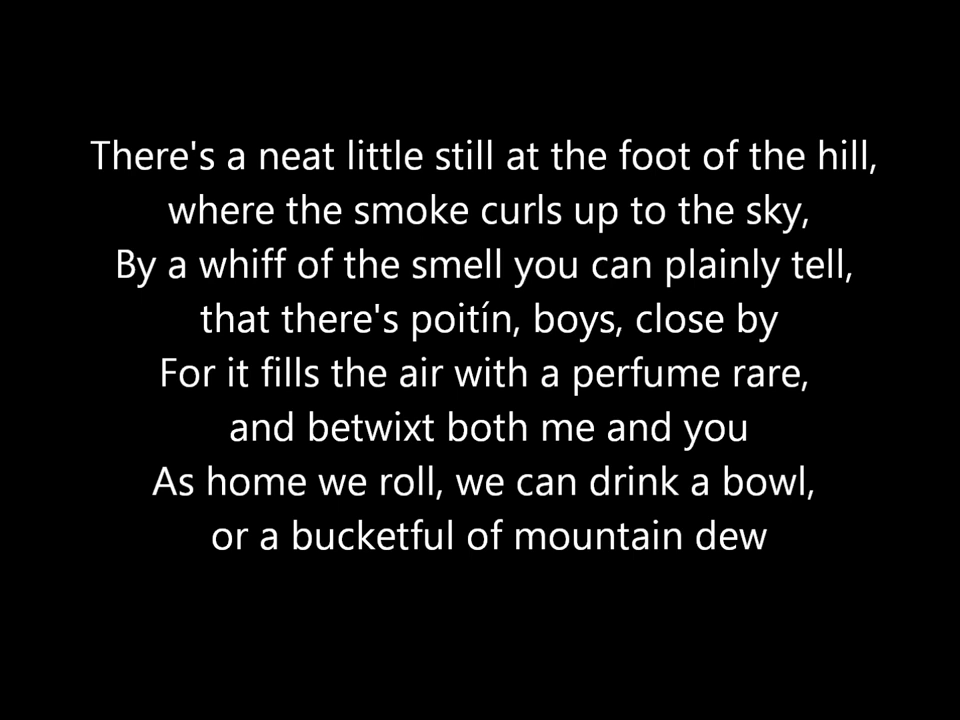 There's a neat little still at the foot of the hill,
where the smoke curls up to the sky,
By a whiff of the smell you can plainly tell,
that there's poitín, boys, close by
For it fills the air with a perfume rare,
and betwixt both me and you
As home we roll, we can drink a bowl,
or a bucketful of mountain dew